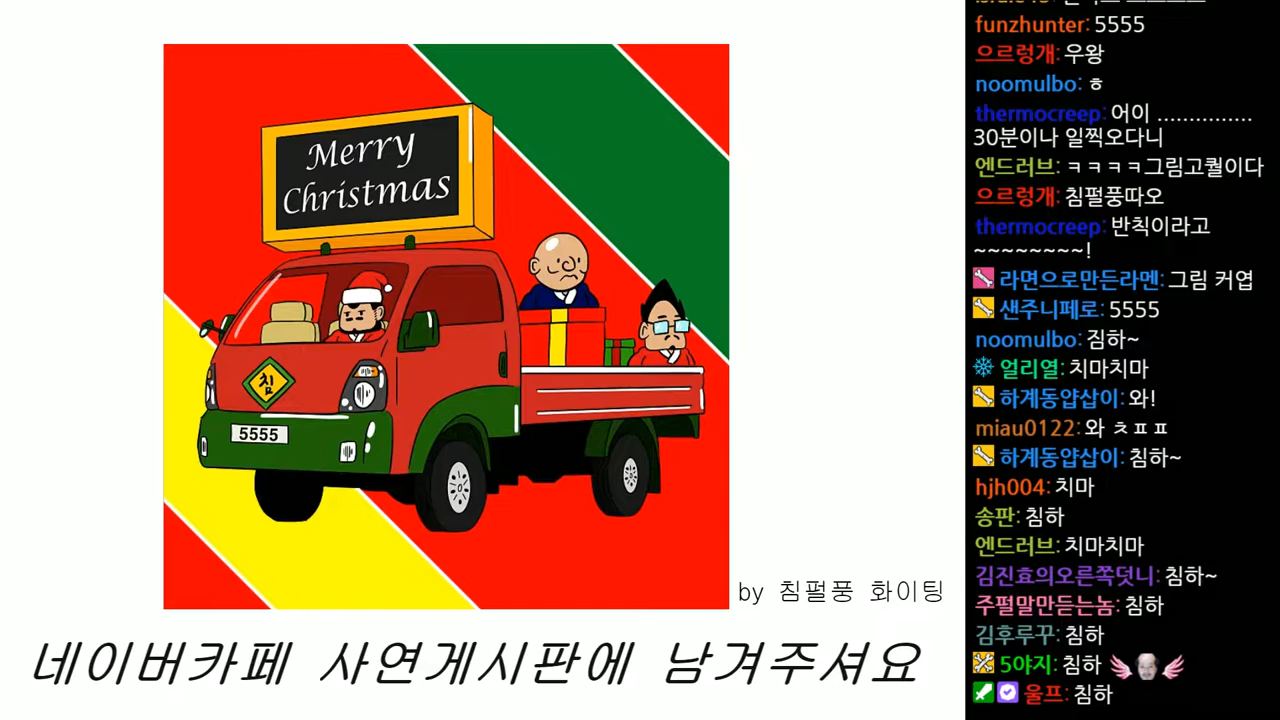 Merry
Christmas
침
5555
by 침펄풍 화이팅
네이버카페 사연게시판에 남겨주셔요
funzhunter: 5555
으르렁개: 우왕
noomulbo: ㅎ
thermocreep: 어이 ...............
30분이나 일찍오다니
엔드러브: ㅋㅋㅋㅋ그림고퀄이다
으르렁개: 침펄풍따오
thermocreep: 반칙이라고
~~~~~~~~!
라면으로만든라멘: 그림 커엽
샌주니페로: 5555
noomulbo: 짐하~
얼리열: 치마치마
하계동얍삽이: 와!
miau0122: 와 ㅊㅍㅍ
하계동얍삽이: 침하~
hjh004: 치마
송판: 침하
엔드러브: 치마치마
김진효의오른쪽덧니: 침하~
주펄말만듣는놈: 침하
김후루꾸: 침하
5야지: 침하
울프: 침하